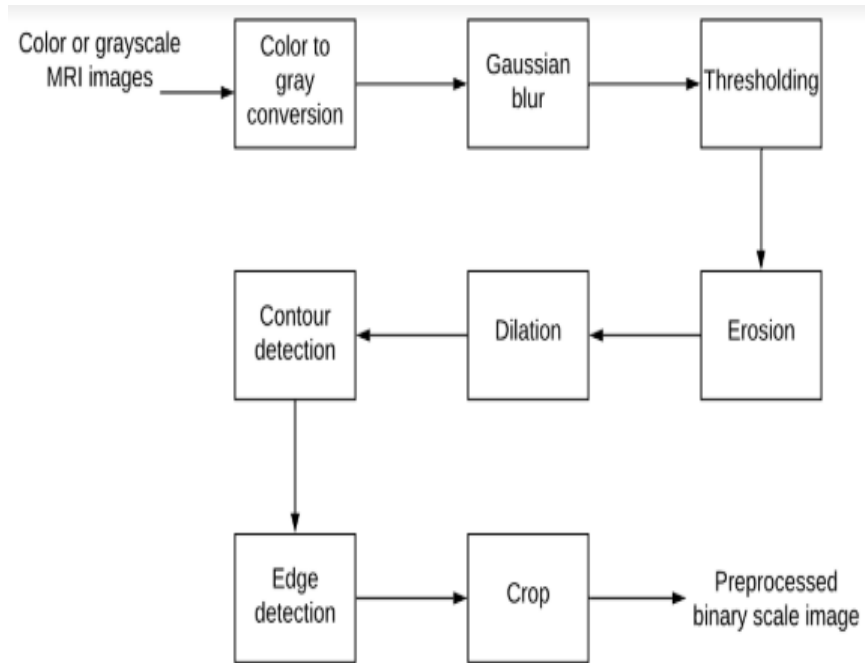 Color or grayscale
MRI images
Color to
gray
conversion
Gaussian
blur
Thresholding
Erosion
Dilation
Contour
detection
Edge
detection
Crop
Preprocessed
binary scale image